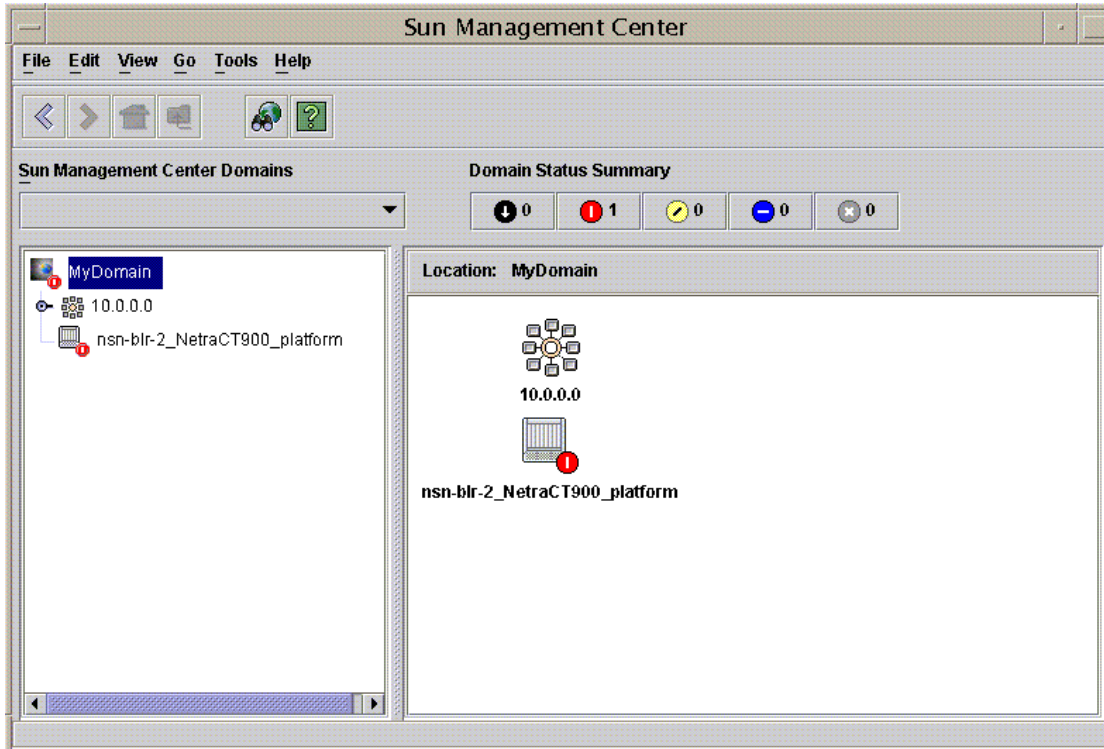 Sun Management Center
File Edit View Go Tools Help
Sun Management Center Domains
Domain Status Summary
0 1 0 0 0
MyDomain
10.0.0.0
nsn-blr-2_NetraCT900_platform
Location: MyDomain
10.0.0.0
nsn-blr-2_NetraCT900_platform